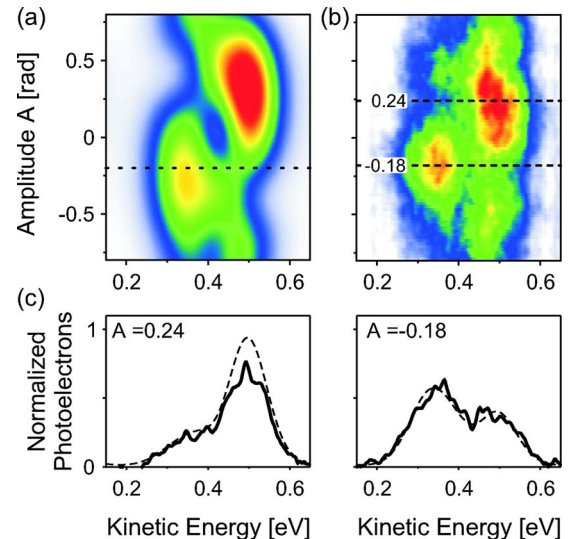 (a)
(b)
Amplitude A [rad]
0.5
0
-0.5
0.24
-0.18
0.2 0.4 0.6
0.2 0.4 0.6
(c)
Normalized
Photoelectrons
1
0
A =0.24
A =-0.18
0.2 0.4 0.6
0.2 0.4 0.6
Kinetic Energy [eV]
Kinetic Energy [eV]